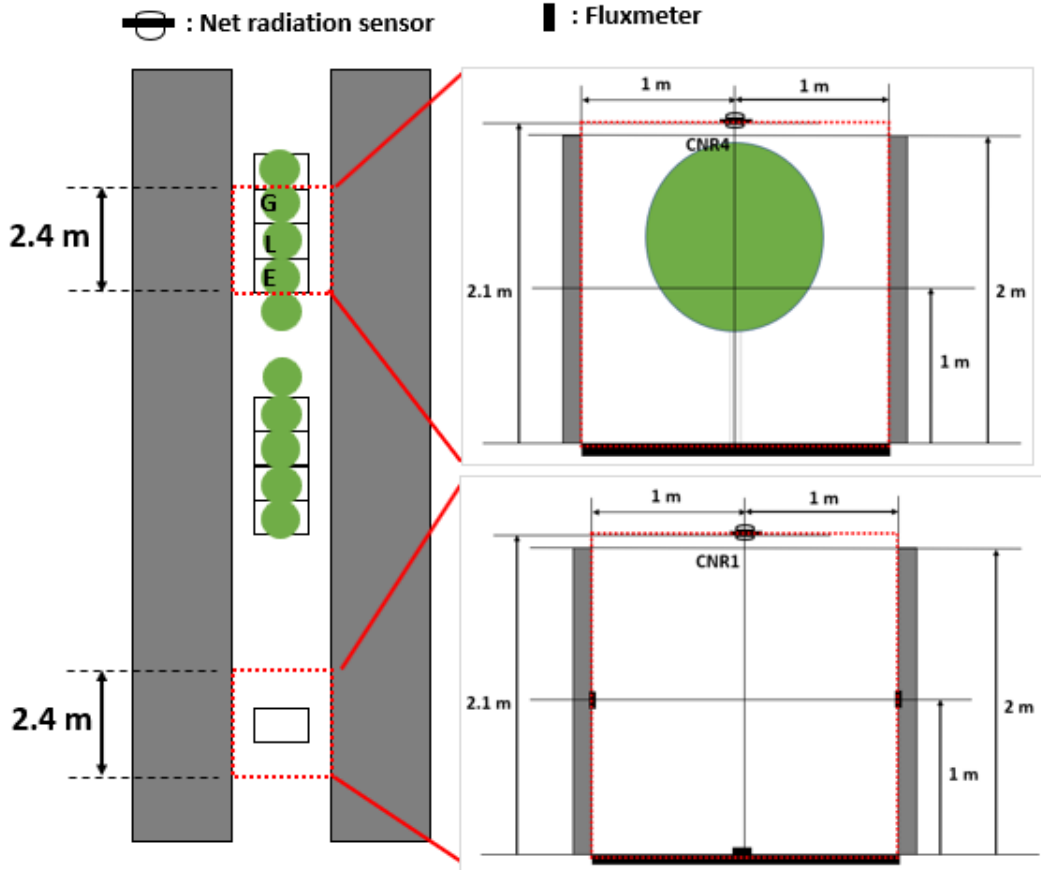 : Net radiation sensor
: Fluxmeter
2.4 m
G
L
E
2.4 m
1 m
1 m
CNR4
2.1 m
2 m
1 m
1 m
1 m
CNR1
2.1 m
2 m
1 m